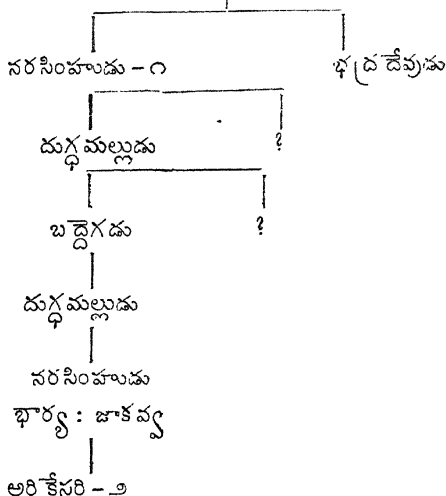 నరసింహుడు - ౧ భద్రదేవుడు
దుగ్ధమల్లుడు ?
బద్దెగడు ?
దుగ్ధమల్లుడు
నరసింహుడు
భార్య : జాకవ్వ
అరికేసరి - ౨